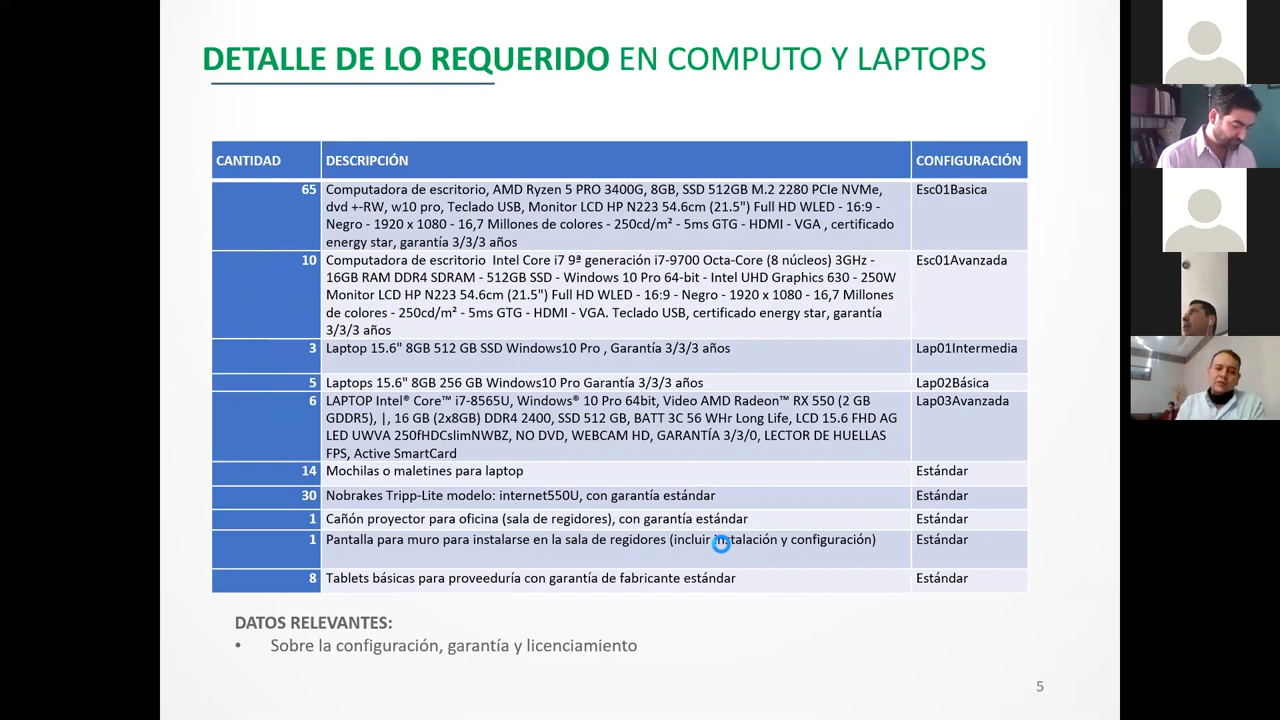 DETALLE DE LO REQUERIDO EN COMPUTO Y LAPTOPS
CANTIDAD DESCRIPCIÓN CONFIGURACIÓN
65 Computadora de escritorio, AMD Ryzen 5 PRO 3400G, 8GB, SSD 512GB M.2 2280 PCIe NVMe, Esc01Basica
dvd +-RW, w10 pro, Teclado USB, Monitor LCD HP N223 54.6cm (21.5") Full HD WLED - 16:9 -
Negro - 1920 x 1080 - 16,7 Millones de colores - 250cd/m² - 5ms GTG - HDMI - VGA , certificado
energy star, garantía 3/3/3 años
10 Computadora de escritorio Intel Core i7 9ª generación i7-9700 Octa-Core (8 núcleos) 3GHz - Esc01Avanzada
16GB RAM DDR4 SDRAM - 512GB SSD - Windows 10 Pro 64-bit - Intel UHD Graphics 630 - 250W
Monitor LCD HP N223 54.6cm (21.5") Full HD WLED - 16:9 - Negro - 1920 x 1080 - 16,7 Millones
de colores - 250cd/m² - 5ms GTG - HDMI - VGA. Teclado USB, certificado energy star, garantía
3/3/3 años
3 Laptop 15.6" 8GB 512 GB SSD Windows10 Pro , Garantía 3/3/3 años Lap01Intermedia
5 Laptops 15.6" 8GB 256 GB Windows10 Pro Garantía 3/3/3 años Lap02Básica
6 LAPTOP Intel® Core™ i7-8565U, Windows® 10 Pro 64bit, Video AMD Radeon™ RX 550 (2 GB Lap03Avanzada
GDDR5), |, 16 GB (2x8GB) DDR4 2400, SSD 512 GB, BATT 3C 56 WHr Long Life, LCD 15.6 FHD AG
LED UWVA 250fHDCslimNWBZ, NO DVD, WEBCAM HD, GARANTÍA 3/3/0, LECTOR DE HUELLAS
FPS, Active SmartCard
14 Mochilas o maletines para laptop Estándar
30 Nobrakes Tripp-Lite modelo: internet550U, con garantía estándar Estándar
1 Cañón proyector para oficina (sala de regidores), con garantía estándar Estándar
1 Pantalla para muro para instalarse en la sala de regidores (incluir instalación y configuración) Estándar
8 Tablets básicas para proveeduría con garantía de fabricante estándar Estándar
DATOS RELEVANTES:
• Sobre la configuración, garantía y licenciamiento
5